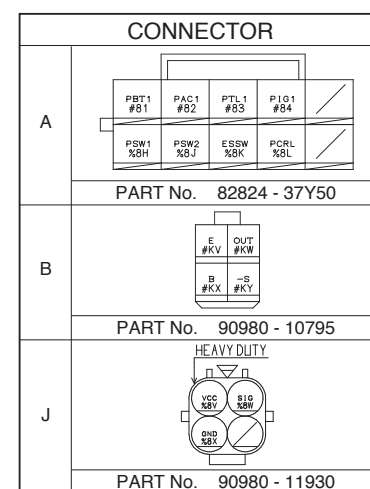 CONNECTOR
A
PBT1 PAC1 PTL1 PIG1
#81 #82 #83 #84
PSW1 PSW2 ESSW PCRL
%8H %8J %8K %8L
PART No. 82824 - 37Y50
B
E OUT
#KV #KW
B -S
#KX #KY
PART No. 90980 - 10795
J
HEAVY DUTY
VCC SIG
%8V %8W
GND
%8X
PART No. 90980 - 11930